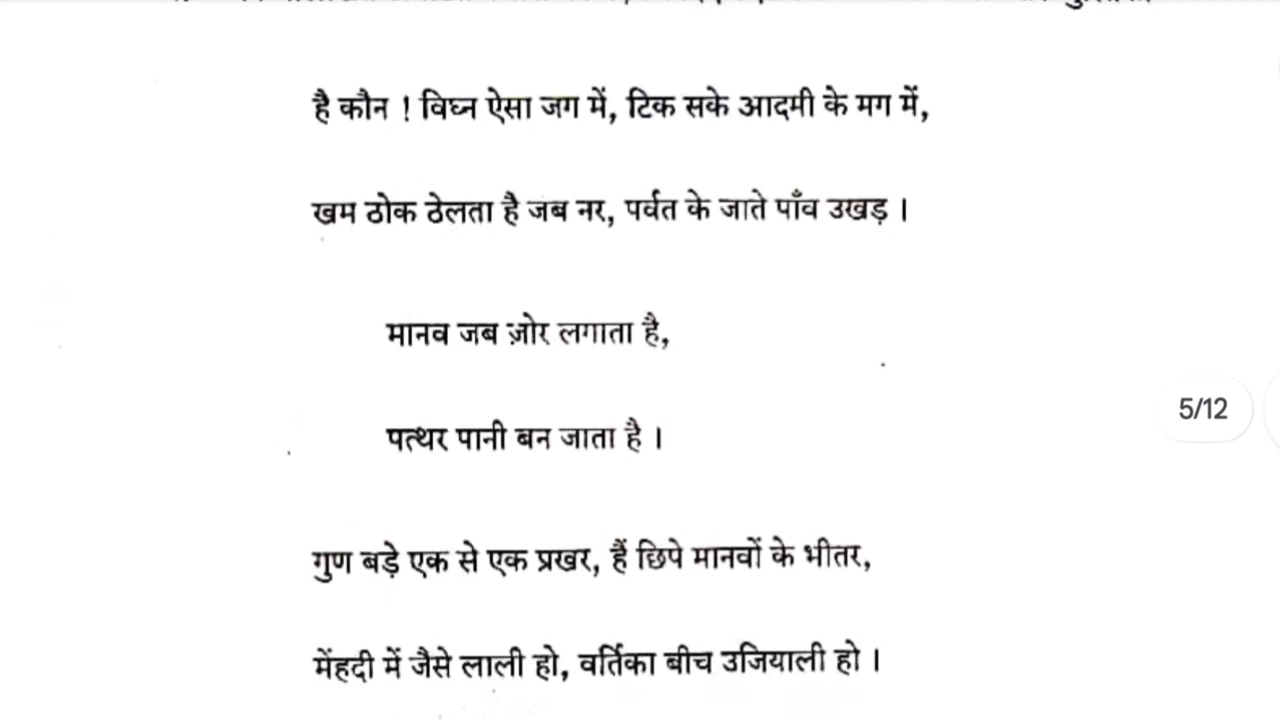 है कौन ! विघ्न ऐसा जग में, टिक सके आदमी के मग में,
खम ठोक ठेलता है जब नर, पर्वत के जाते पाँव उखड़ ।
मानव जब ज़ोर लगाता है,
पत्थर पानी बन जाता है ।
5/12
गुण बड़े एक से एक प्रखर, हैं छिपे मानवों के भीतर,
मेंहदी में जैसे लाली हो, वर्तिका बीच उजियाली हो ।